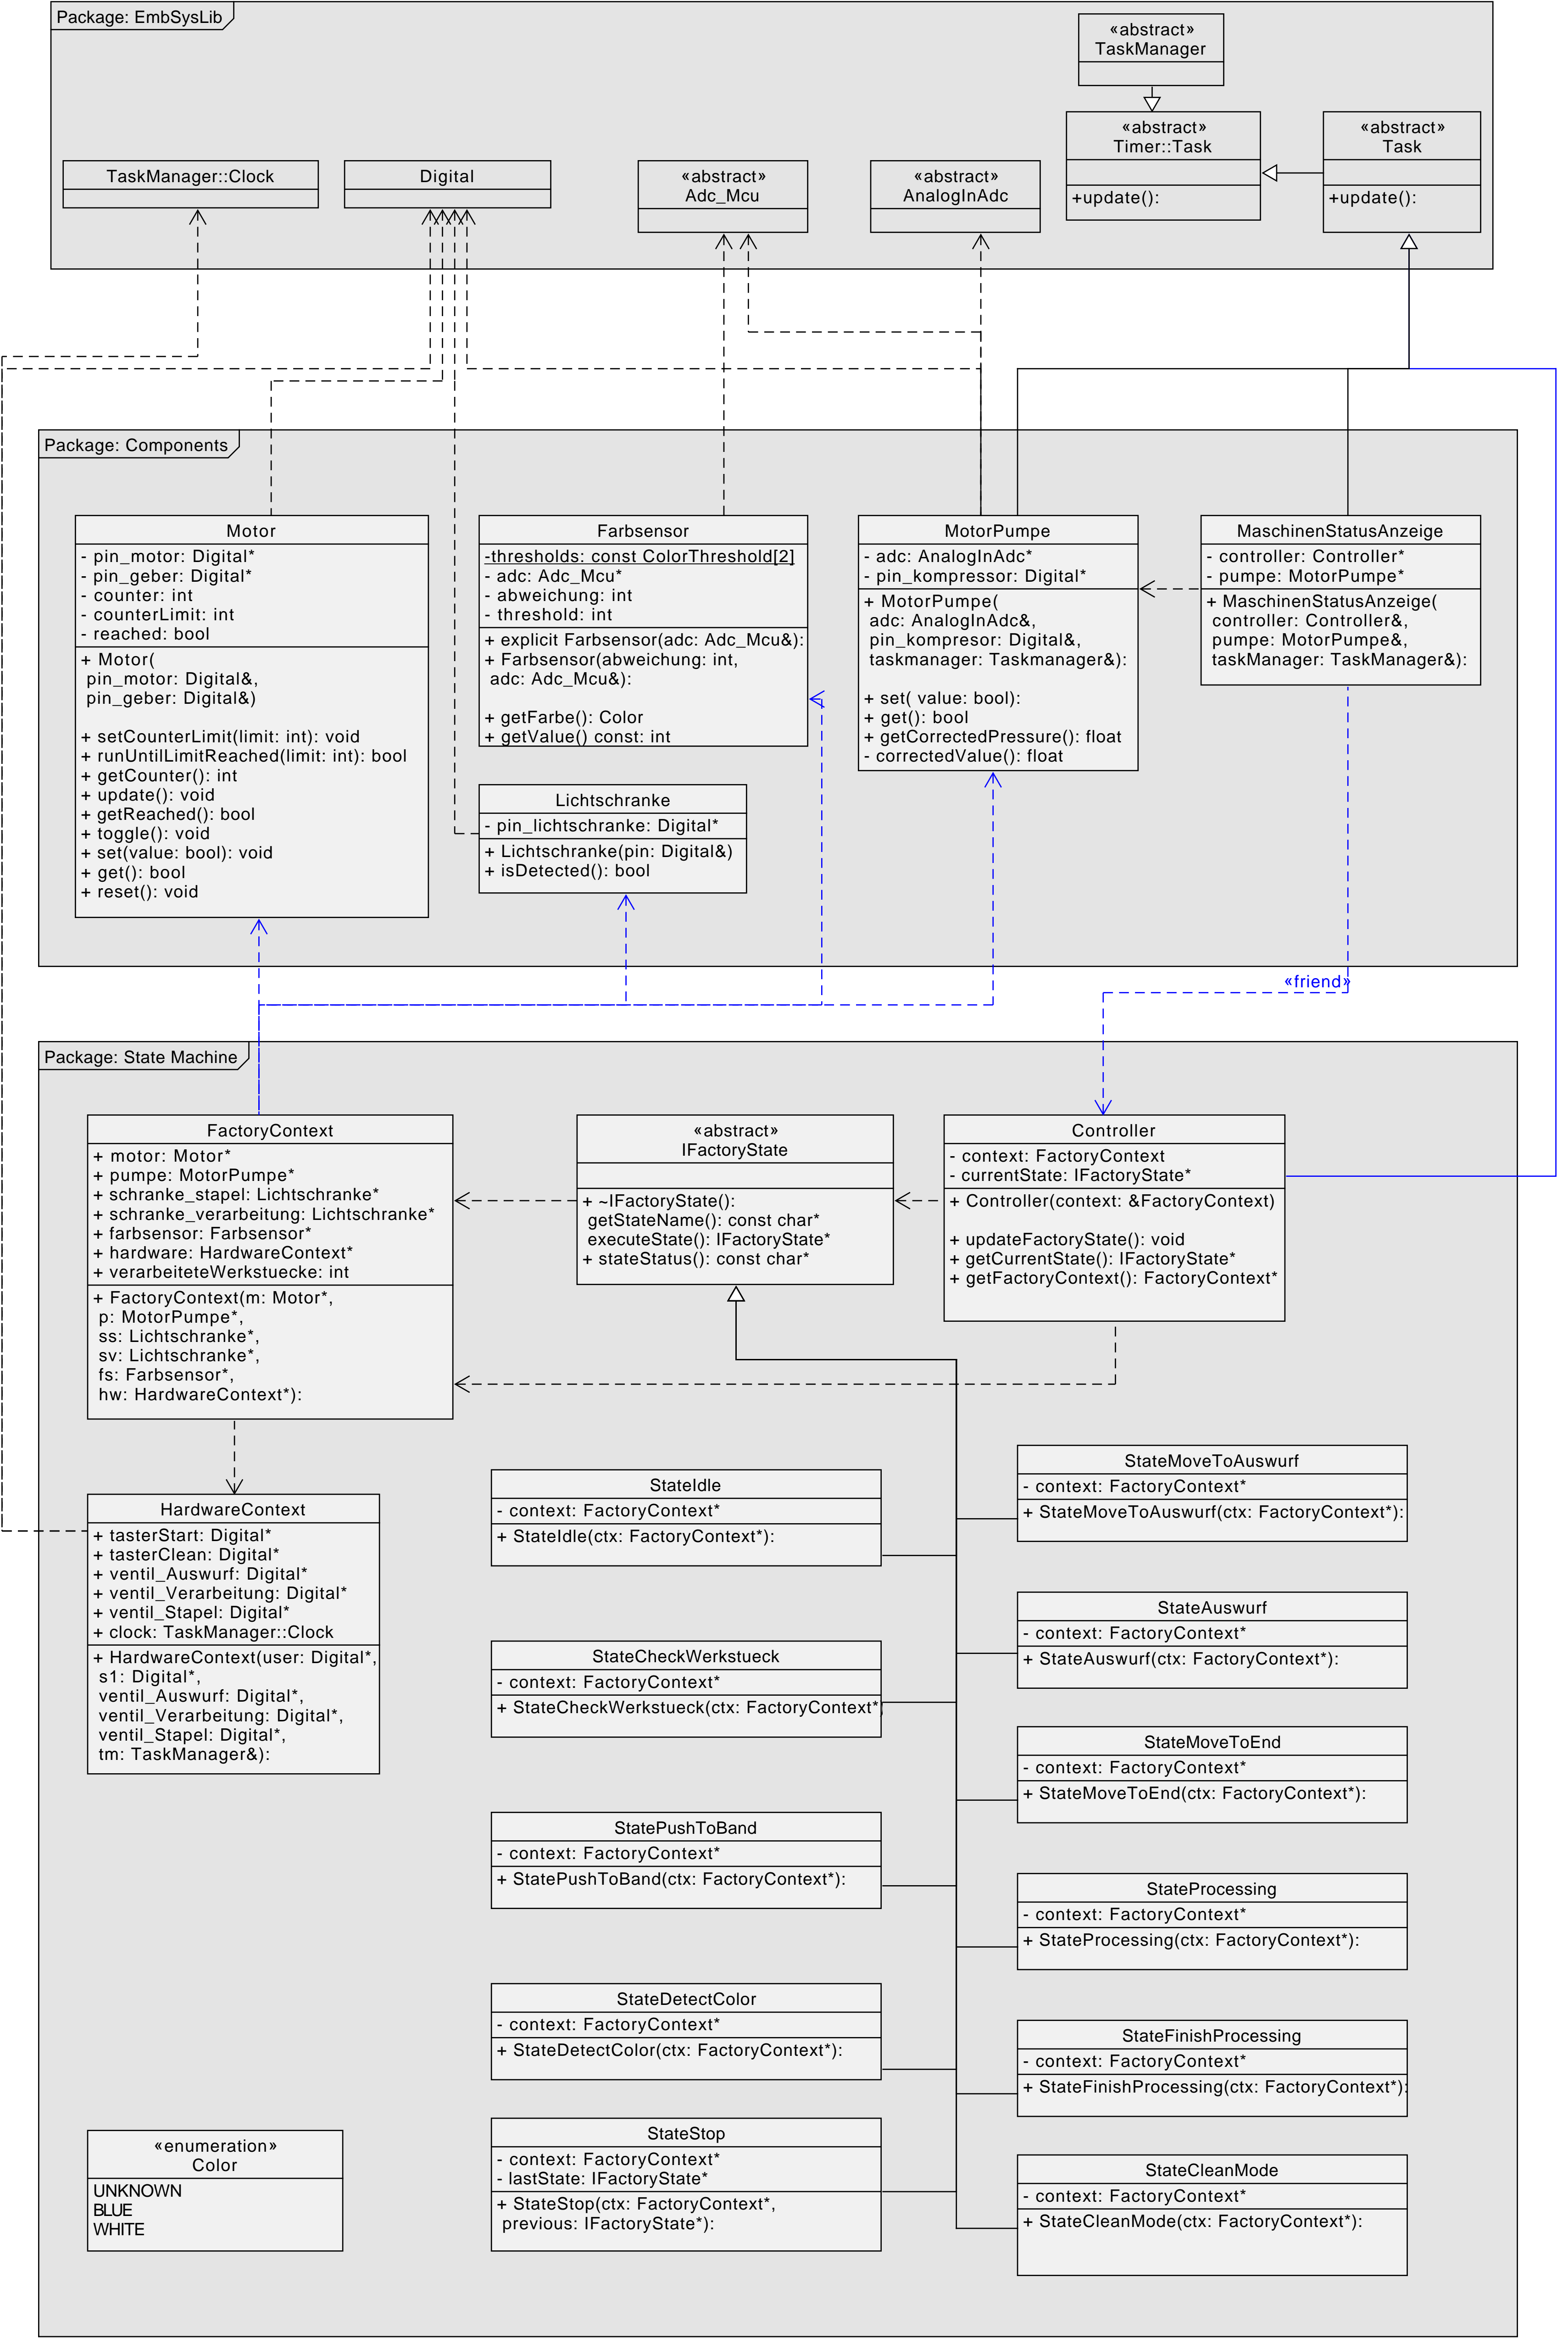 Package: EmbSysLib
«abstract»
TaskManager
«abstract»
Timer::Task
+update():
«abstract»
Task
+update():
TaskManager::Clock
Digital
«abstract»
Adc_Mcu
«abstract»
AnalogInAdc
Package: Components
Motor
- pin_motor: Digital*
- pin_geber: Digital*
- counter: int
- counterLimit: int
- reached: bool
+ Motor(
pin_motor: Digital&,
pin_geber: Digital&)
+ setCounterLimit(limit: int): void
+ runUntilLimitReached(limit: int): bool
+ getCounter(): int
+ update(): void
+ getReached(): bool
+ toggle(): void
+ set(value: bool): void
+ get(): bool
+ reset(): void
Farbsensor
-thresholds: const ColorThreshold[2]
- adc: Adc_Mcu*
- abweichung: int
- threshold: int
+ explicit Farbsensor(adc: Adc_Mcu&):
+ Farbsensor(abweichung: int,
adc: Adc_Mcu&):
+ getFarbe(): Color
+ getValue() const: int
Lichtschranke
- pin_lichtschranke: Digital*
+ Lichtschranke(pin: Digital&)
+ isDetected(): bool
MotorPumpe
- adc: AnalogInAdc*
- pin_kompressor: Digital*
+ MotorPumpe(
adc: AnalogInAdc&,
pin_kompresor: Digital&,
taskmanager: Taskmanager&):
+ set( value: bool):
+ get(): bool
+ getCorrectedPressure(): float
- correctedValue(): float
MaschinenStatusAnzeige
- controller: Controller*
- pumpe: MotorPumpe*
+ MaschinenStatusAnzeige(
controller: Controller&,
pumpe: MotorPumpe&,
taskManager: TaskManager&):
«friend»
Package: State Machine
FactoryContext
+ motor: Motor*
+ pumpe: MotorPumpe*
+ schranke_stapel: Lichtschranke*
+ schranke_verarbeitung: Lichtschranke*
+ farbsensor: Farbsensor*
+ hardware: HardwareContext*
+ verarbeiteteWerkstuecke: int
+ FactoryContext(m: Motor*,
p: MotorPumpe*,
ss: Lichtschranke*,
sv: Lichtschranke*,
fs: Farbsensor*,
hw: HardwareContext*):
«abstract»
IFactoryState
+ ~IFactoryState():
getStateName(): const char*
executeState(): IFactoryState*
+ stateStatus(): const char*
Controller
- context: FactoryContext
- currentState: IFactoryState*
+ Controller(context: &FactoryContext)
+ updateFactoryState(): void
+ getCurrentState(): IFactoryState*
+ getFactoryContext(): FactoryContext*
HardwareContext
+ tasterStart: Digital*
+ tasterClean: Digital*
+ ventil_Auswurf: Digital*
+ ventil_Verarbeitung: Digital*
+ ventil_Stapel: Digital*
+ clock: TaskManager::Clock
+ HardwareContext(user: Digital*,
s1: Digital*,
ventil_Auswurf: Digital*,
ventil_Verarbeitung: Digital*,
ventil_Stapel: Digital*,
tm: TaskManager&):
StateIdle
- context: FactoryContext*
+ StateIdle(ctx: FactoryContext*):
StateCheckWerkstueck
- context: FactoryContext*
+ StateCheckWerkstueck(ctx: FactoryContext*)
StatePushToBand
- context: FactoryContext*
+ StatePushToBand(ctx: FactoryContext*):
StateDetectColor
- context: FactoryContext*
+ StateDetectColor(ctx: FactoryContext*):
StateStop
- context: FactoryContext*
- lastState: IFactoryState*
+ StateStop(ctx: FactoryContext*,
previous: IFactoryState*):
StateMoveToAuswurf
- context: FactoryContext*
+ StateMoveToAuswurf(ctx: FactoryContext*):
StateAuswurf
- context: FactoryContext*
+ StateAuswurf(ctx: FactoryContext*):
StateMoveToEnd
- context: FactoryContext*
+ StateMoveToEnd(ctx: FactoryContext*):
StateProcessing
- context: FactoryContext*
+ StateProcessing(ctx: FactoryContext*):
StateFinishProcessing
- context: FactoryContext*
+ StateFinishProcessing(ctx: FactoryContext*):
StateCleanMode
- context: FactoryContext*
+ StateCleanMode(ctx: FactoryContext*):
«enumeration»
Color
UNKNOWN
BLUE
WHITE